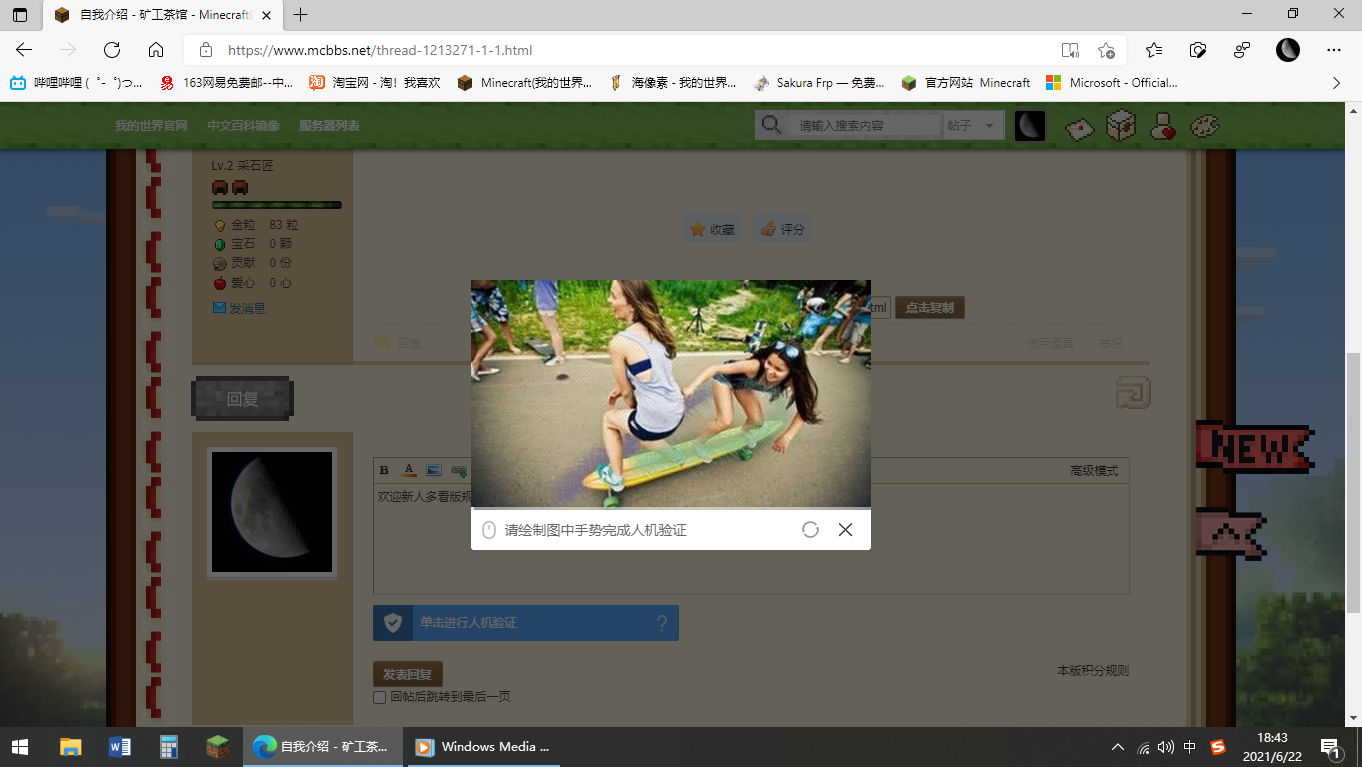 自我介绍 - 矿工茶馆 - Minecraft
https://www.mcbbs.net/thread-1213271-1-1.html
哔哩哔哩 ( ゜- ゜)つ... 163网易免费邮--中... 淘宝网 - 淘！我喜欢 Minecraft(我的世界... 海像素 - 我的世界... Sakura Frp — 免费... 官方网站 Minecraft Microsoft - Official...
我的世界官网 中文百科镜像 服务器列表 请输入搜索内容 帖子
Lv.2 采石匠
金粒 83 粒
宝石 0 颗
贡献 0 份
爱心 0 心
发消息
收藏 评分
tml 点击复制
回复 使用道具 举报
回复
NEW
B A 高级模式
欢迎新人多看版规
请绘制图中手势完成人机验证
单击进行人机验证 ?
发表回复 本版积分规则
回帖后跳转到最后一页
自我介绍 - 矿工茶... Windows Media ... 中 18:43
2021/6/22 1